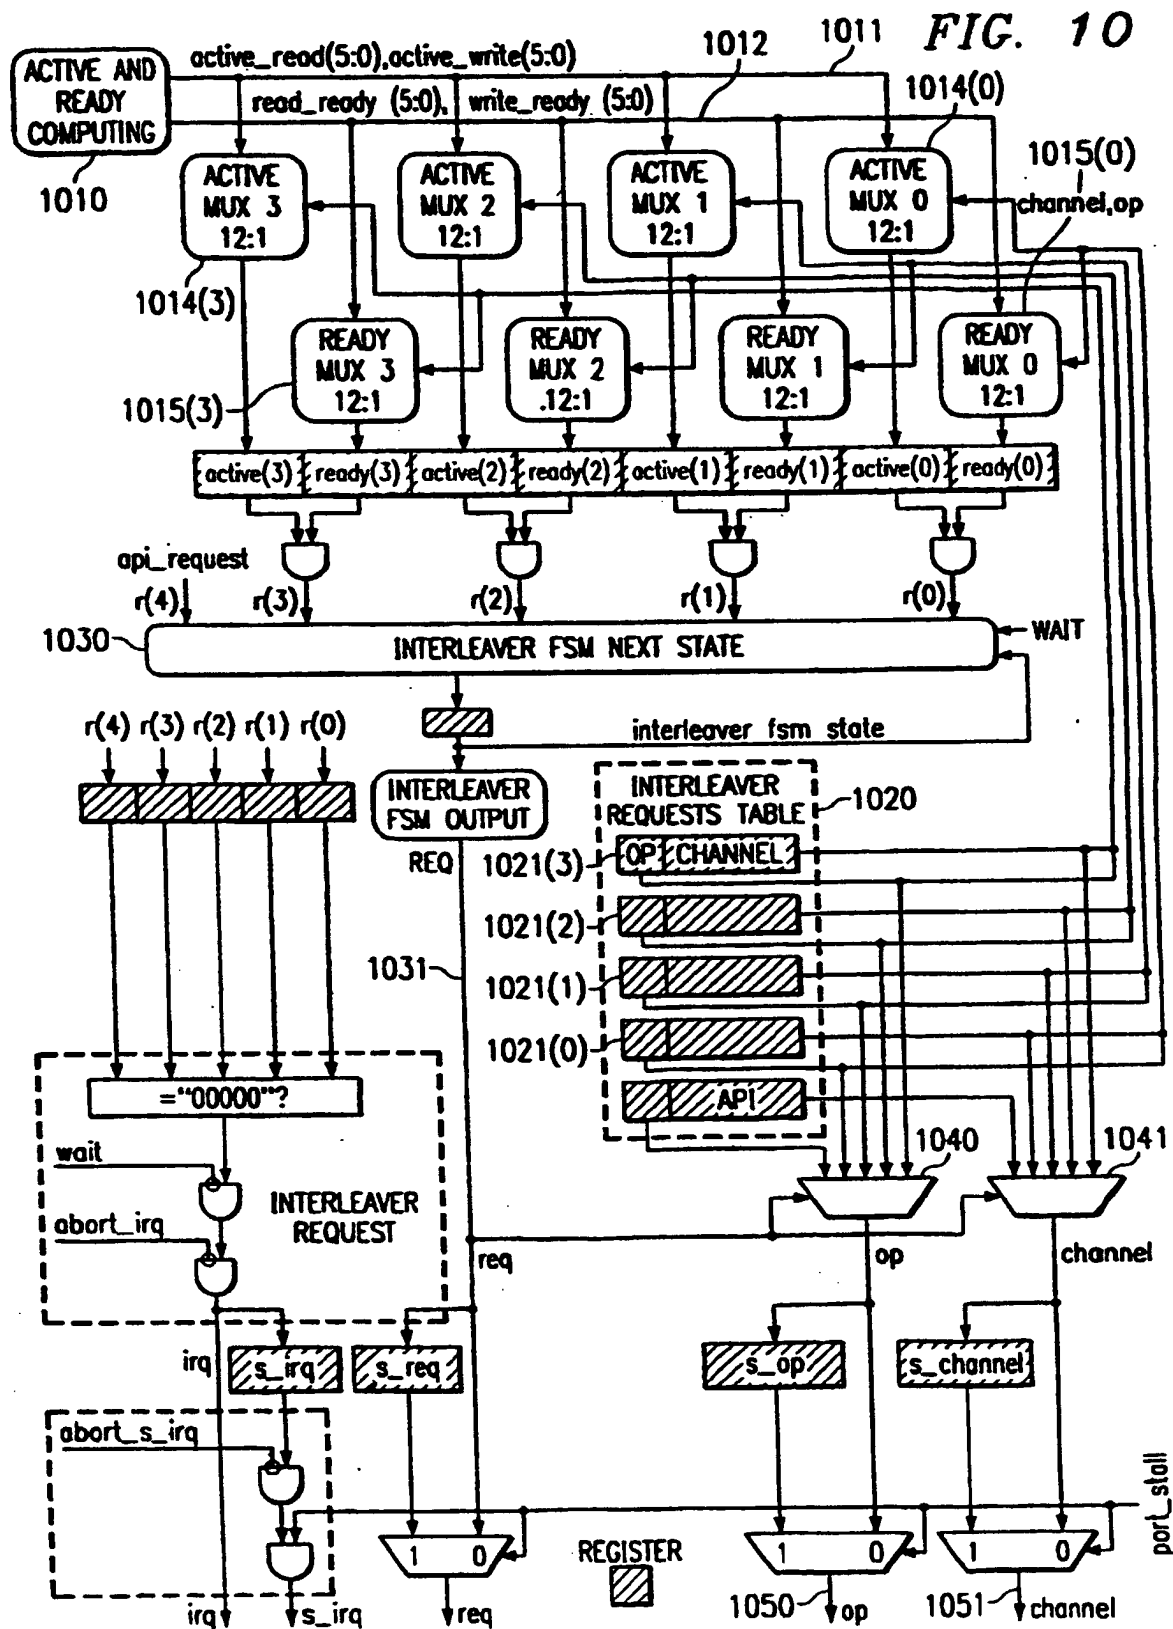 FIG. 10
ACTIVE AND
READY
COMPUTING
1010
active_read(5:0),active_write(5:0)
1012
1011
read_ready (5:0), write_ready (5:0)
1014(0)
1015(0)
channel,op
ACTIVE
MUX 3
12:1
ACTIVE
MUX 2
12:1
ACTIVE
MUX 1
12:1
ACTIVE
MUX 0
12:1
1014(3)
READY
MUX 3
12:1
READY
MUX 2
.12:1
READY
MUX 1
12:1
READY
MUX 0
12:1
1015(3)
active(3) ready(3) active(2) ready(2) active(1) ready(1) active(0) ready(0)
api_request
r(4) r(3) r(2) r(1) r(0)
1030
INTERLEAVER FSM NEXT STATE
WAIT
interleaver fsm state
r(4) r(3) r(2) r(1) r(0)
INTERLEAVER
FSM OUTPUT
REQ
INTERLEAVER
REQUESTS TABLE
1020
1021(3)
OP CHANNEL
1021(2)
1031
1021(1)
1021(0)
API
="00000"?
wait
abort_irq
INTERLEAVER
REQUEST
1040
1041
req
op
channel
irq
s_irq
s_req
s_op
s_channel
abort_s_irq
port_stall
1 0
REGISTER
1 0
1 0
1050
1051
irq
s_irq
req
op
channel